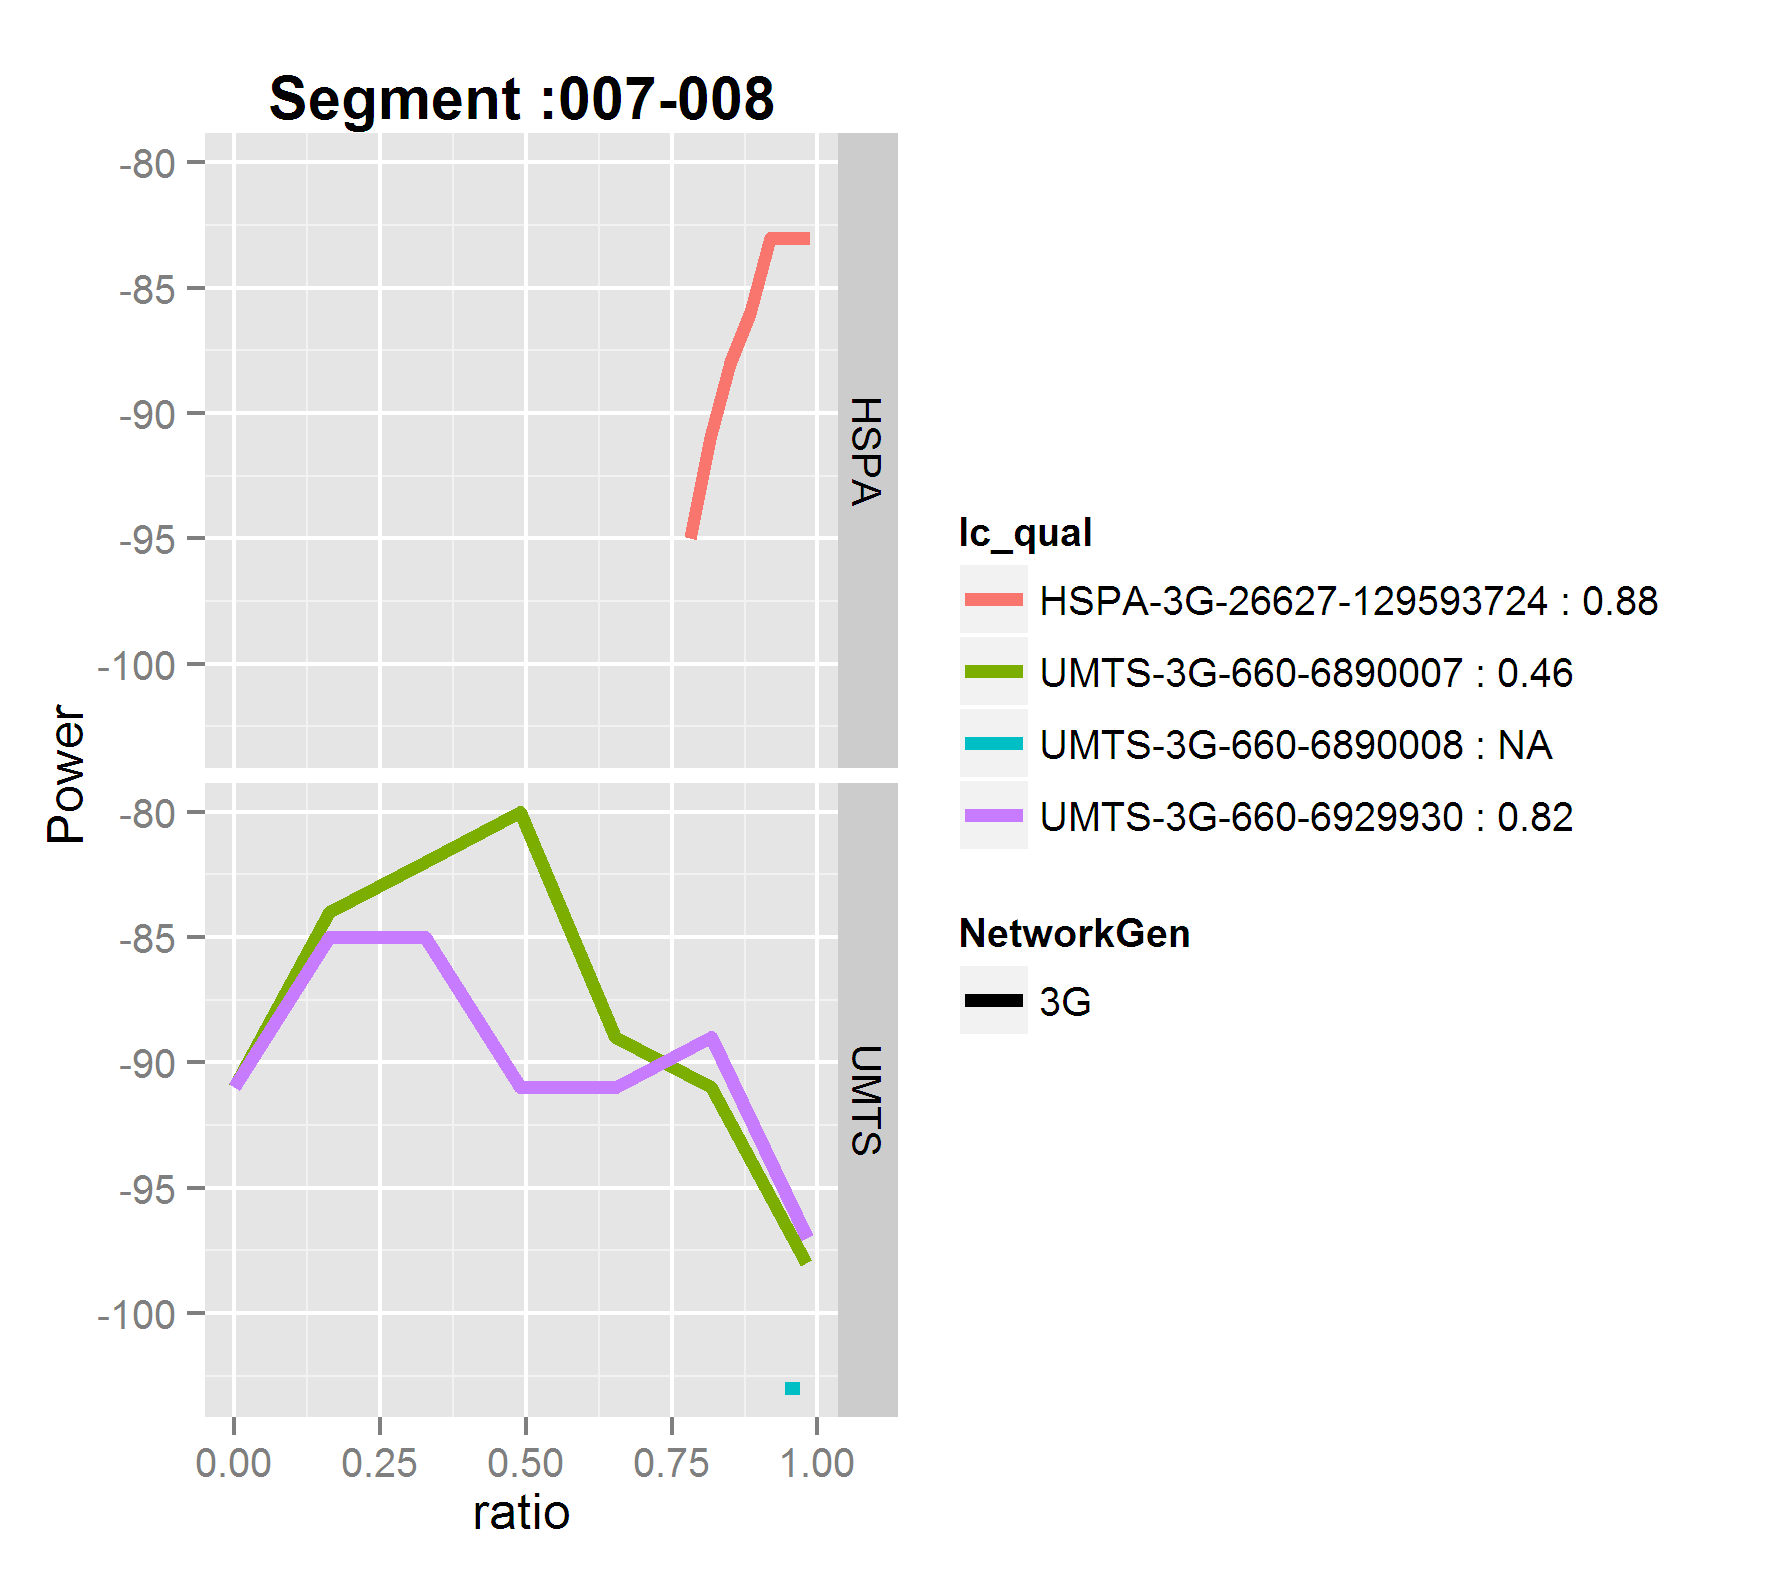 Segment :007-008
-80
-85
-90
-95
-100
HSPA
Power
-80
-85
-90
-95
-100
UMTS
0.00 0.25 0.50 0.75 1.00
ratio
lc_qual
HSPA-3G-26627-129593724 : 0.88
UMTS-3G-660-6890007 : 0.46
UMTS-3G-660-6890008 : NA
UMTS-3G-660-6929930 : 0.82
NetworkGen
3G